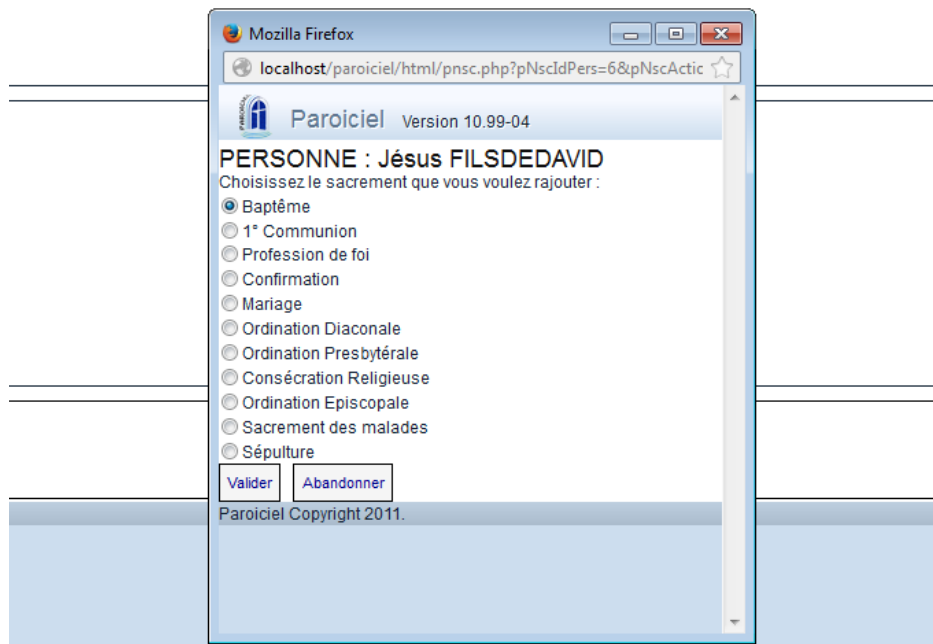 Mozilla Firefox
localhost/paroiciel/html/pnsc.php?pNscIdPers=6&pNscActic
PAROICIEL Paroiciel Version 10.99-04
PERSONNE : Jésus FILSDEDAVID
Choisissez le sacrement que vous voulez rajouter :
Baptême
1° Communion
Profession de foi
Confirmation
Mariage
Ordination Diaconale
Ordination Presbytérale
Consécration Religieuse
Ordination Episcopale
Sacrement des malades
Sépulture
Valider Abandonner
Paroiciel Copyright 2011.